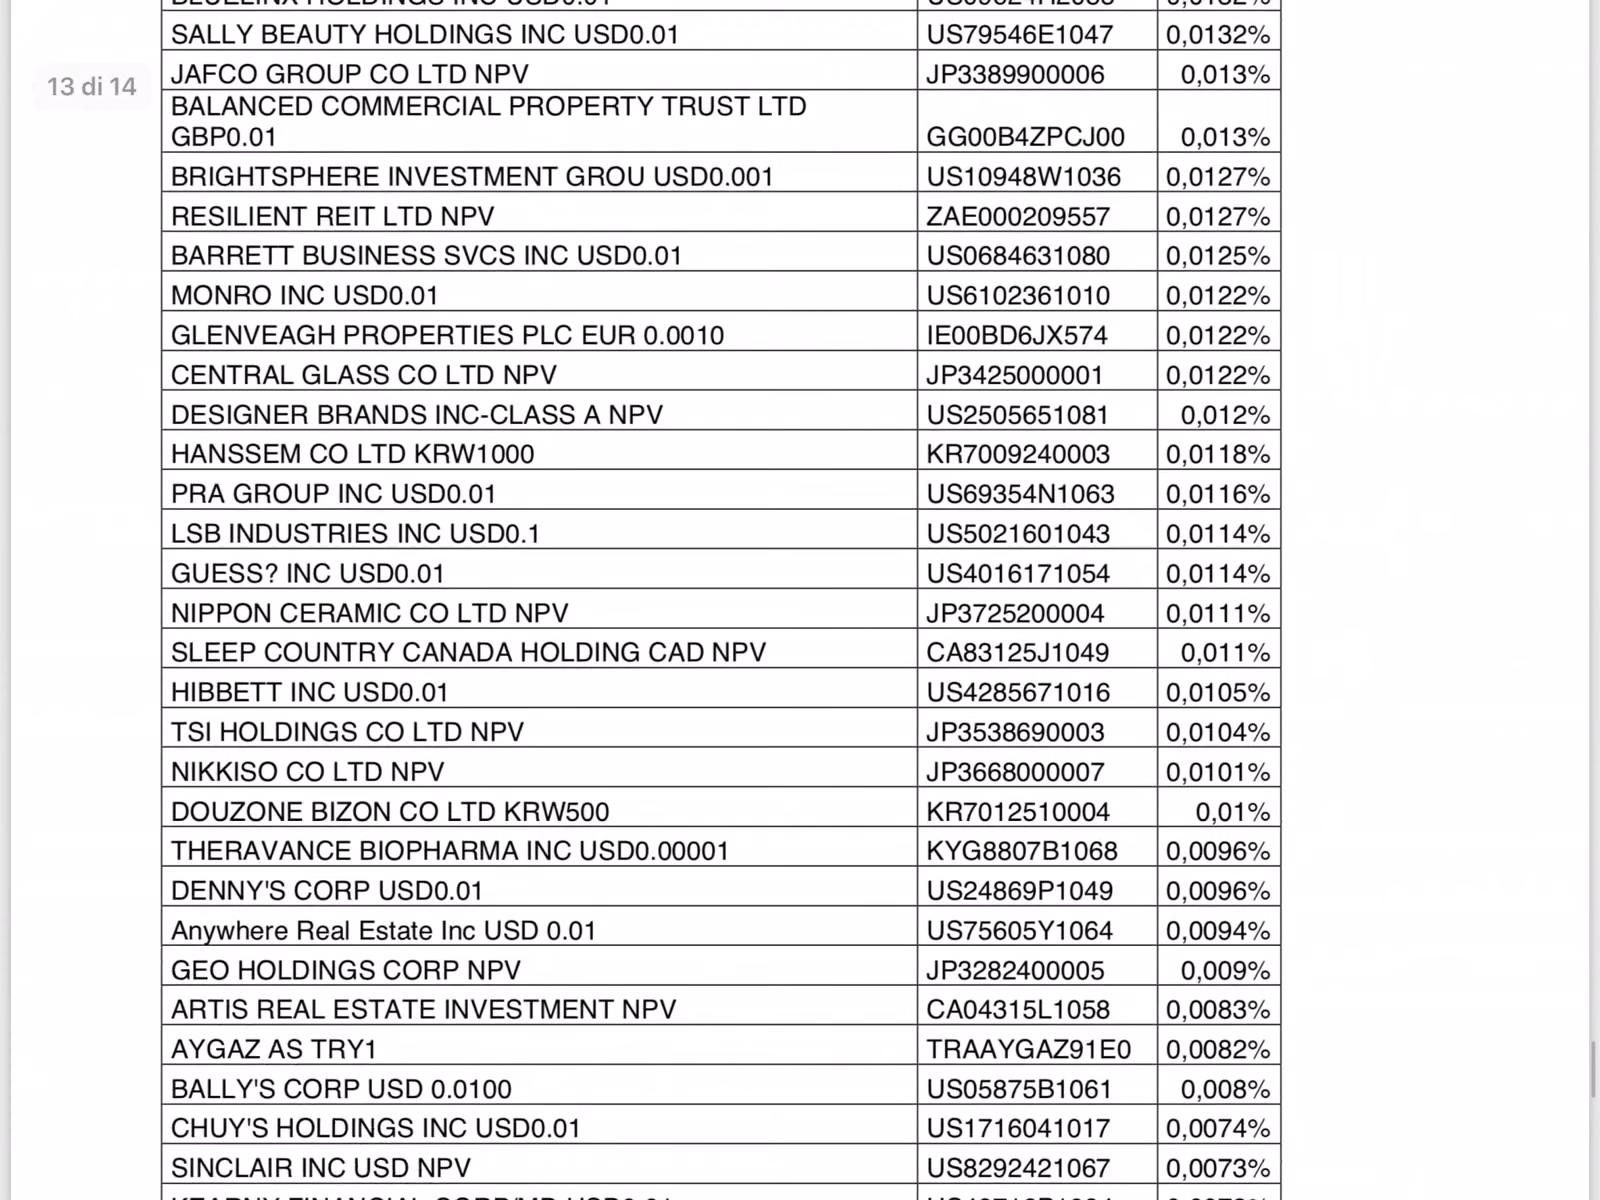 SALLY BEAUTY HOLDINGS INC USD0.01 US79546E1047 0,0132%
13 di 14
JAFCO GROUP CO LTD NPV JP3389900006 0,013%
BALANCED COMMERCIAL PROPERTY TRUST LTD
GBP0.01 GG00B4ZPCJ00 0,013%
BRIGHTSPHERE INVESTMENT GROU USD0.001 US10948W1036 0,0127%
RESILIENT REIT LTD NPV ZAE000209557 0,0127%
BARRETT BUSINESS SVCS INC USD0.01 US0684631080 0,0125%
MONRO INC USD0.01 US6102361010 0,0122%
GLENVEAGH PROPERTIES PLC EUR 0.0010 IE00BD6JX574 0,0122%
CENTRAL GLASS CO LTD NPV JP3425000001 0,0122%
DESIGNER BRANDS INC-CLASS A NPV US2505651081 0,012%
HANSSEM CO LTD KRW1000 KR7009240003 0,0118%
PRA GROUP INC USD0.01 US69354N1063 0,0116%
LSB INDUSTRIES INC USD0.1 US5021601043 0,0114%
GUESS? INC USD0.01 US4016171054 0,0114%
NIPPON CERAMIC CO LTD NPV JP3725200004 0,0111%
SLEEP COUNTRY CANADA HOLDING CAD NPV CA83125J1049 0,011%
HIBBETT INC USD0.01 US4285671016 0,0105%
TSI HOLDINGS CO LTD NPV JP3538690003 0,0104%
NIKKISO CO LTD NPV JP3668000007 0,0101%
DOUZONE BIZON CO LTD KRW500 KR7012510004 0,01%
THERAVANCE BIOPHARMA INC USD0.00001 KYG8807B1068 0,0096%
DENNY'S CORP USD0.01 US24869P1049 0,0096%
Anywhere Real Estate Inc USD 0.01 US75605Y1064 0,0094%
GEO HOLDINGS CORP NPV JP3282400005 0,009%
ARTIS REAL ESTATE INVESTMENT NPV CA04315L1058 0,0083%
AYGAZ AS TRY1 TRAAYGAZ91E0 0,0082%
BALLY'S CORP USD 0.0100 US05875B1061 0,008%
CHUY'S HOLDINGS INC USD0.01 US1716041017 0,0074%
SINCLAIR INC USD NPV US8292421067 0,0073%